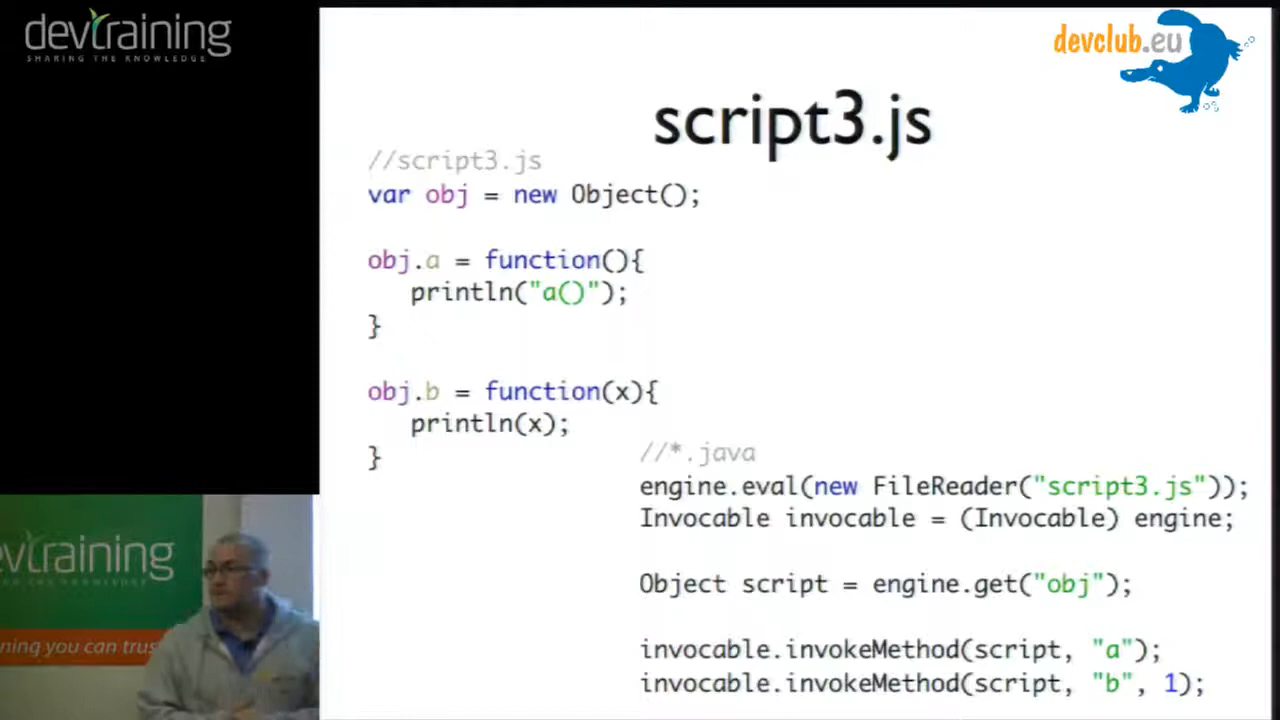 devtraining
SHARING THE KNOWLEDGE
devclub.eu
script3.js
//script3.js
var obj = new Object();
obj.a = function(){
println("a()");
}
obj.b = function(x){
println(x);
}
//*.java
engine.eval(new FileReader("script3.js"));
Invocable invocable = (Invocable) engine;
Object script = engine.get("obj");
invocable.invokeMethod(script, "a");
invocable.invokeMethod(script, "b", 1);
evtraining
THE KNOWLEDGE
ning you can trus